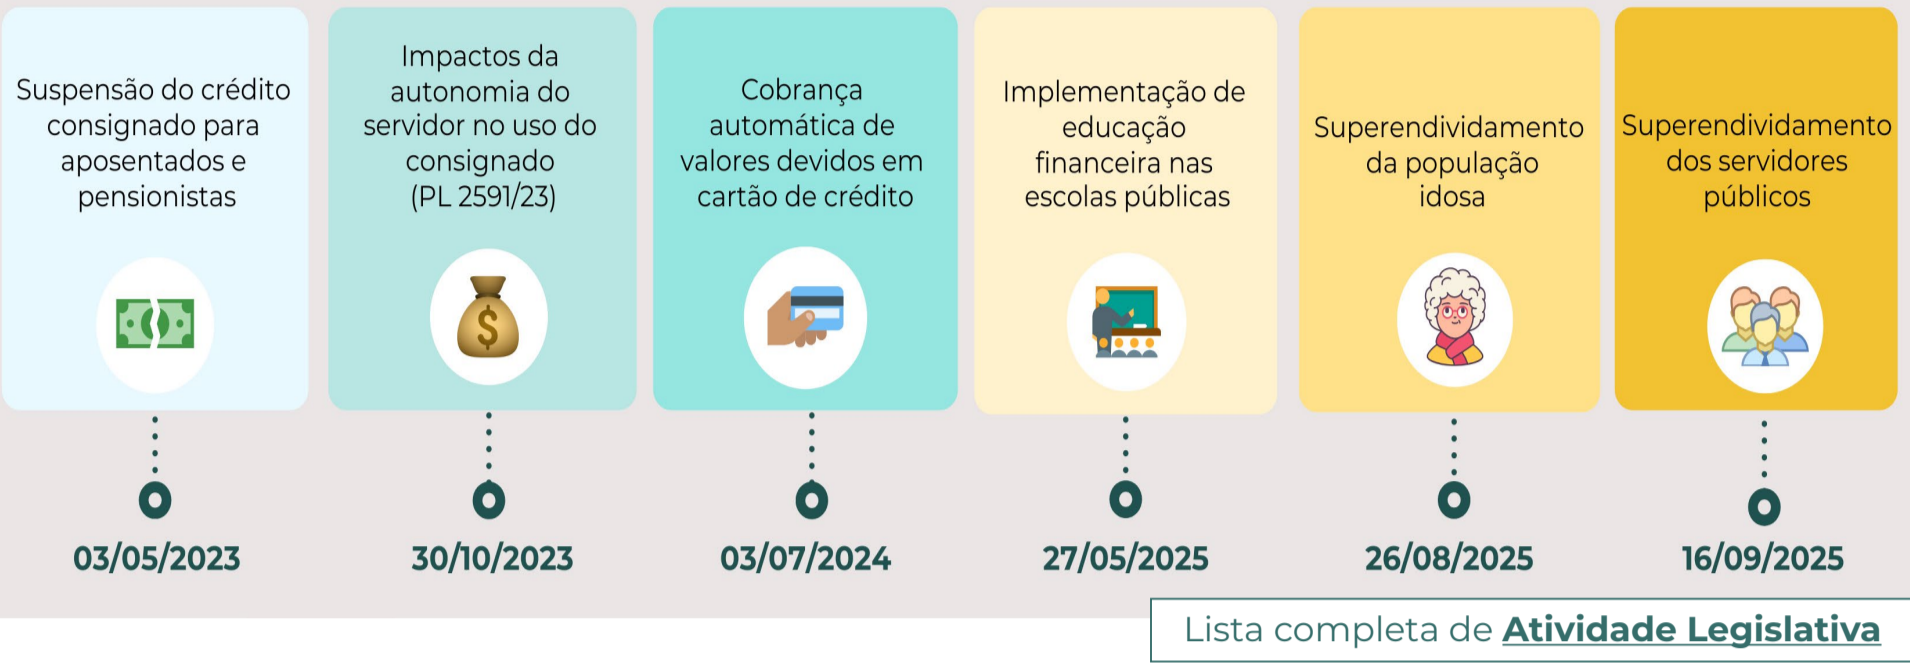 Suspensão do crédito
consignado para
aposentados e
pensionistas
03/05/2023
Impactos da
autonomia do
servidor no uso do
consignado
(PL 2591/23)
$
30/10/2023
Cobrança
automática de
valores devidos em
cartão de crédito
03/07/2024
Implementação de
educação
financeira nas
escolas públicas
27/05/2025
Superendividamento
da população
idosa
26/08/2025
Superendividamento
dos servidores
públicos
16/09/2025
Lista completa de Atividade Legislativa